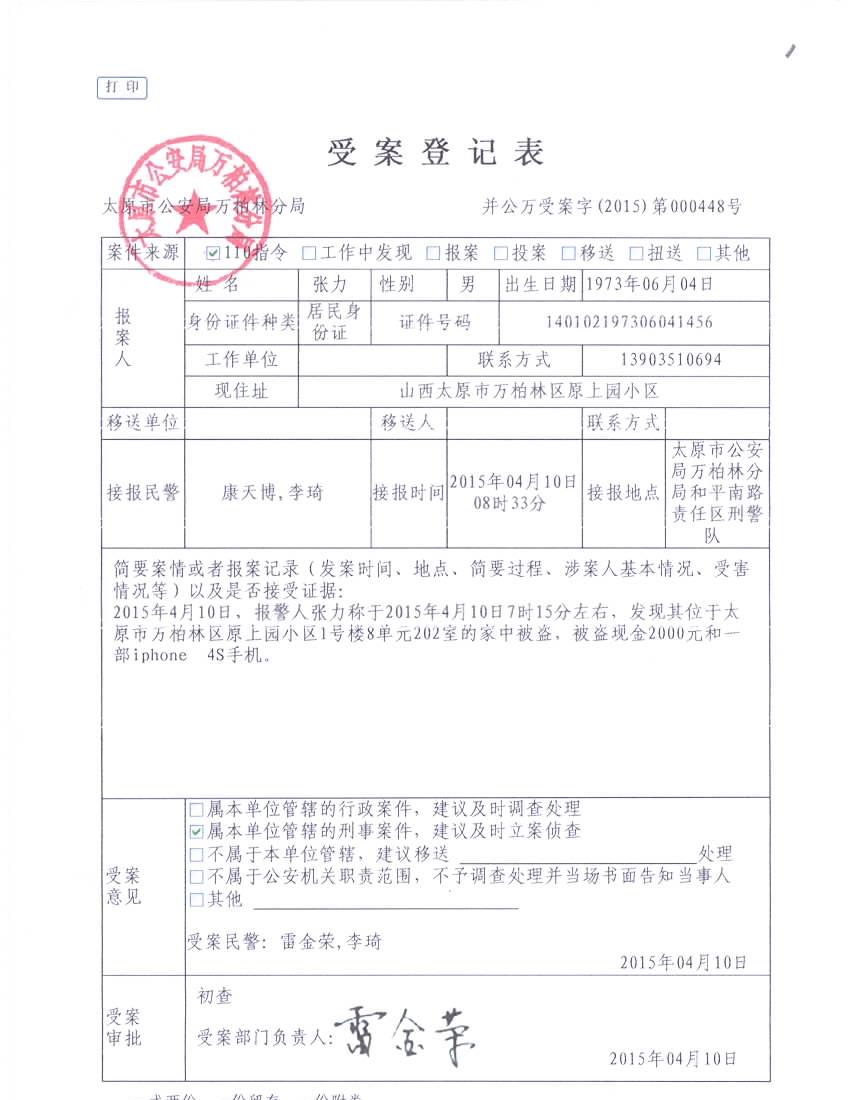 打 印
受 案 登 记 表
太原市公安局万柏林分局
太原市公安局万柏林分局 并公万受案字(2015)第000448号
案件来源 ☑110指令 □工作中发现 □报案 □投案 □移送 □扭送 □其他
报案人
姓 名 张力 性别 男 出生日期 1973年06月04日
身份证件种类 居民身份证 证件号码 140102197306041456
工作单位 联系方式 13903510694
现住址 山西太原市万柏林区原上园小区
移送单位 移送人 联系方式
接报民警 康天博,李琦 接报时间 2015年04月10日08时33分 接报地点 太原市公安局万柏林分局和平南路责任区刑警队
简要案情或者报案记录(发案时间、地点、简要过程、涉案人基本情况、受害
情况等)以及是否接受证据:
2015年4月10日，报警人张力称于2015年4月10日7时15分左右，发现其位于太
原市万柏林区原上园小区1号楼8单元202室的家中被盗，被盗现金2000元和一
部iphone 4S手机。
受案意见
□属本单位管辖的行政案件，建议及时调查处理
☑属本单位管辖的刑事案件，建议及时立案侦查
□不属于本单位管辖，建议移送 ____________________处理
□不属于公安机关职责范围，不予调查处理并当场书面告知当事人
□其他 ____________________
受案民警: 雷金荣,李琦
2015年04月10日
受案审批
初查
受案部门负责人: 雷金荣
2015年04月10日